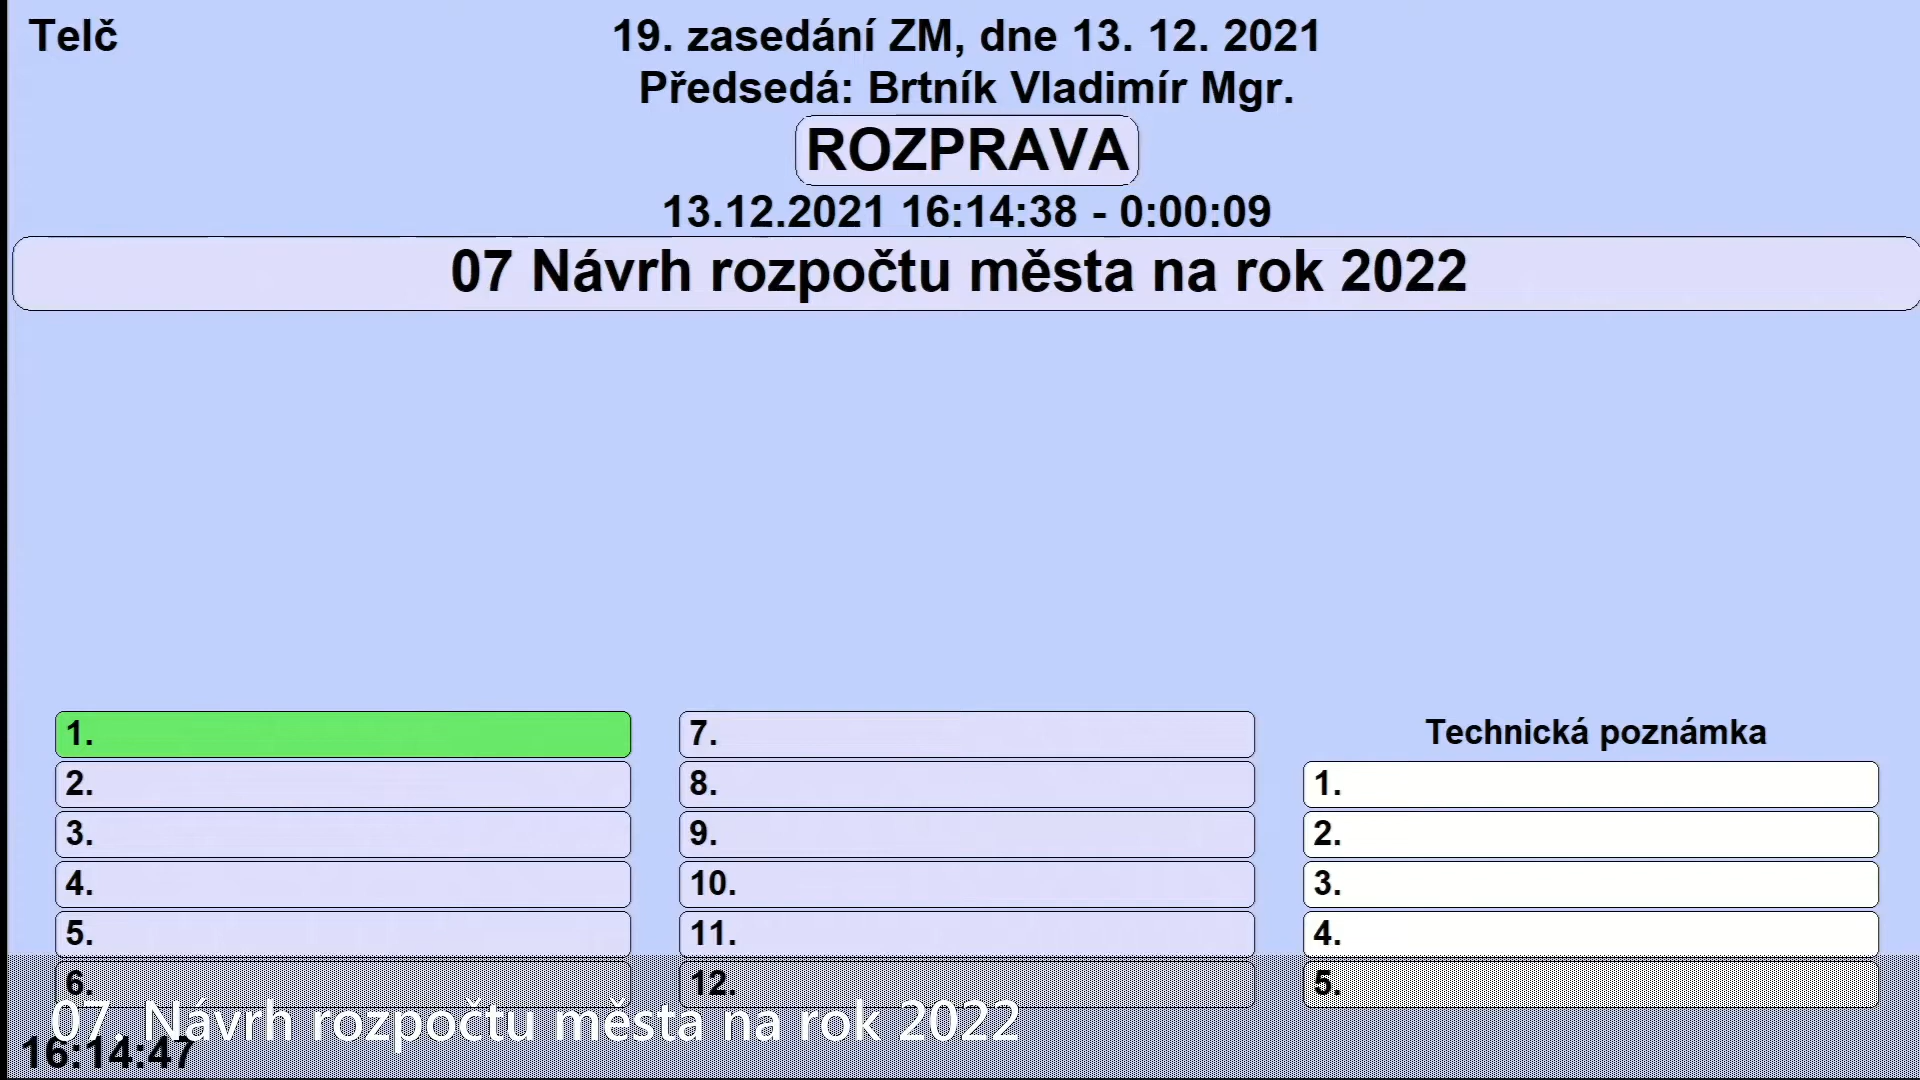 Telč
19. zasedání ZM, dne 13. 12. 2021
Předsedá: Brtník Vladimír Mgr.
ROZPRAVA
13.12.2021 16:14:38 - 0:00:09
07 Návrh rozpočtu města na rok 2022
1.
2.
3.
4.
5.
6.
7.
8.
9.
10.
11.
12.
Technická poznámka
1.
2.
3.
4.
5.
07. Návrh rozpočtu města na rok 2022
16:14:47